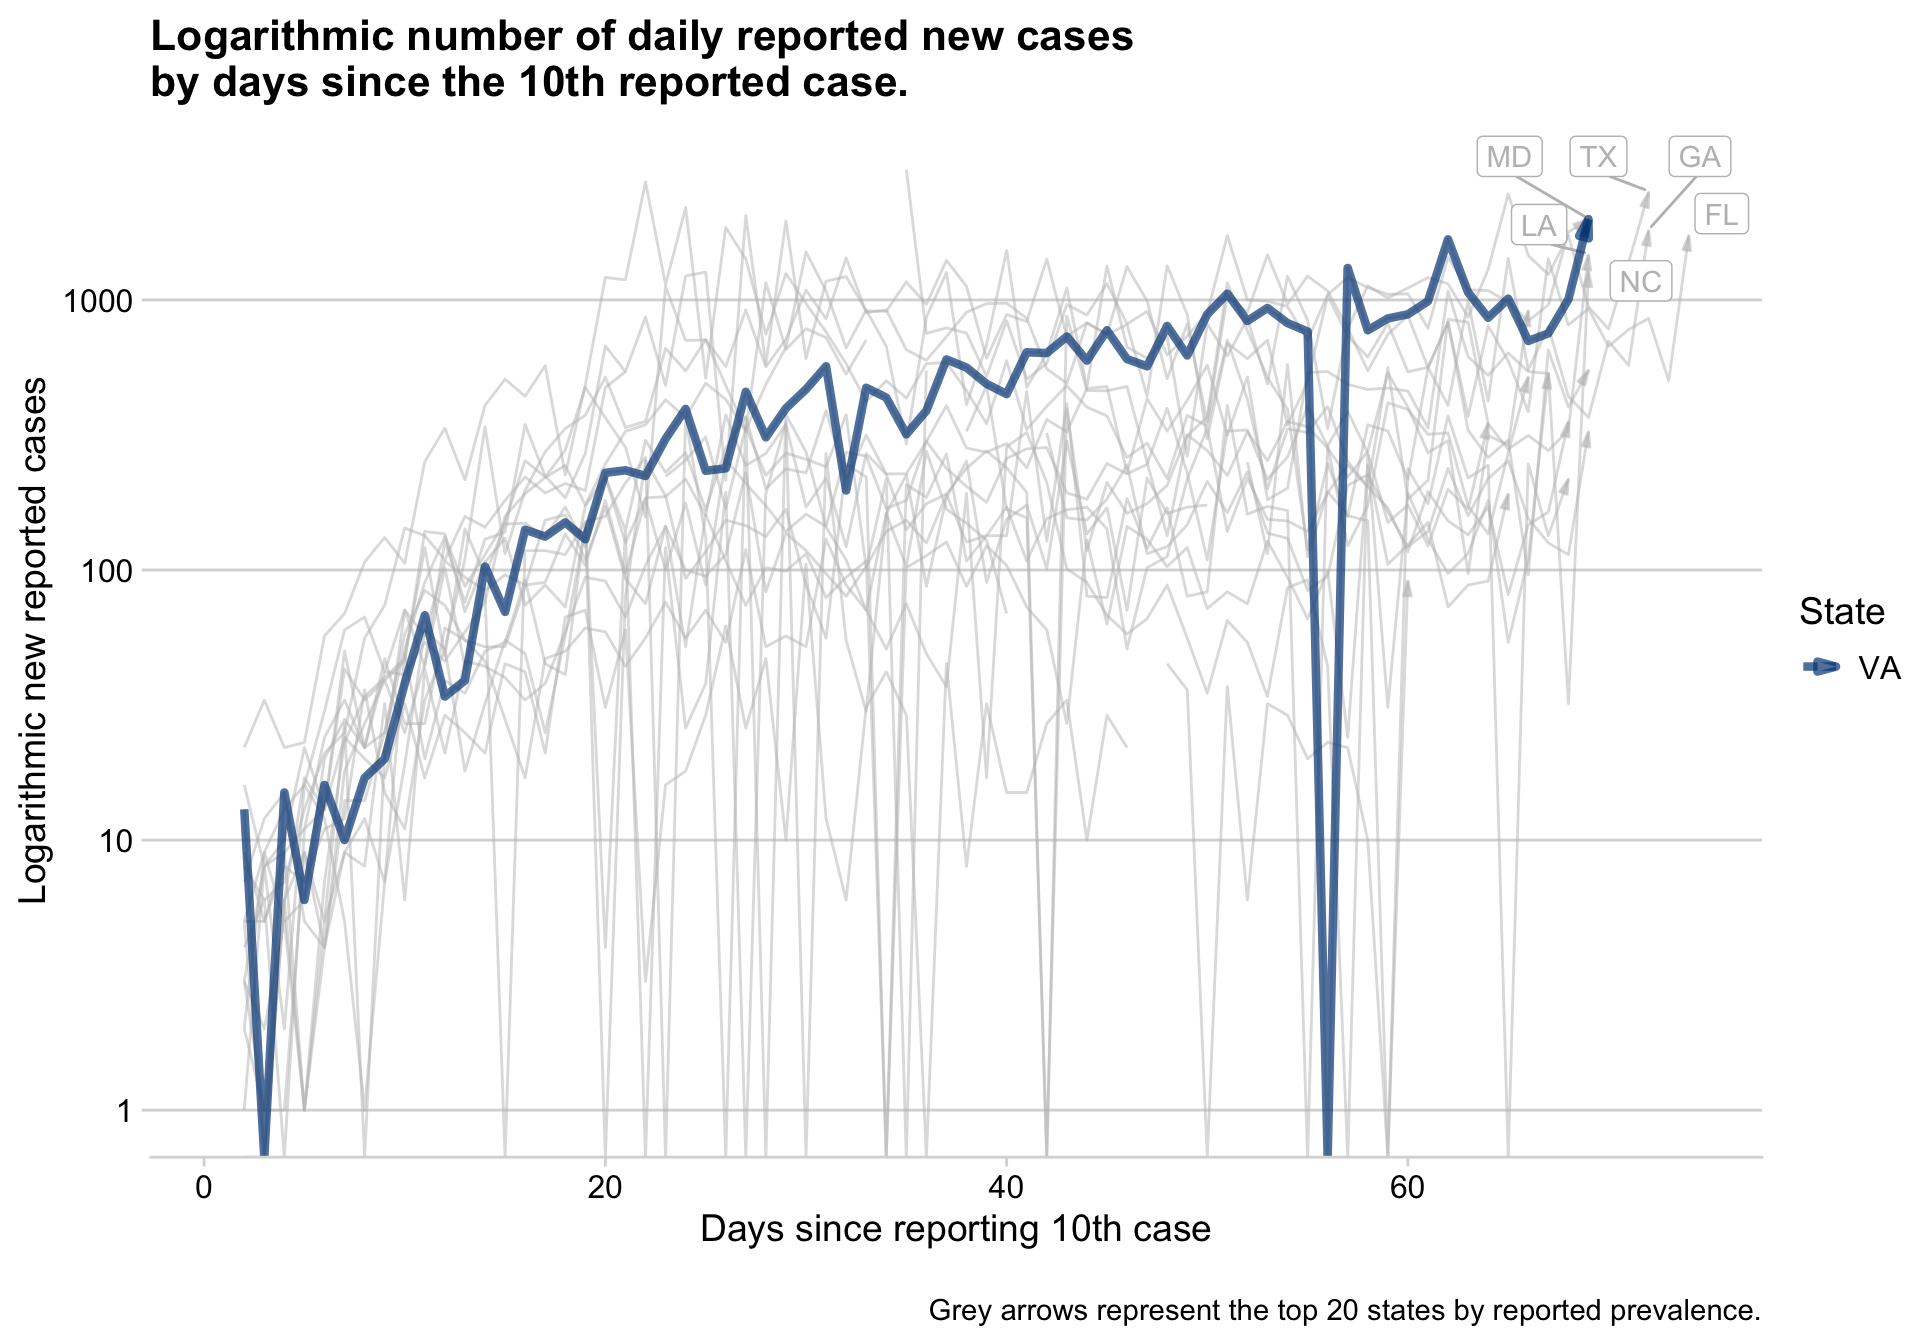 Logarithmic number of daily reported new cases
by days since the 10th reported case.
MD
TX
GA
LA
FL
NC
Logarithmic new reported cases
1000
100
10
1
0
20
40
60
Days since reporting 10th case
State
VA
Grey arrows represent the top 20 states by reported prevalence.